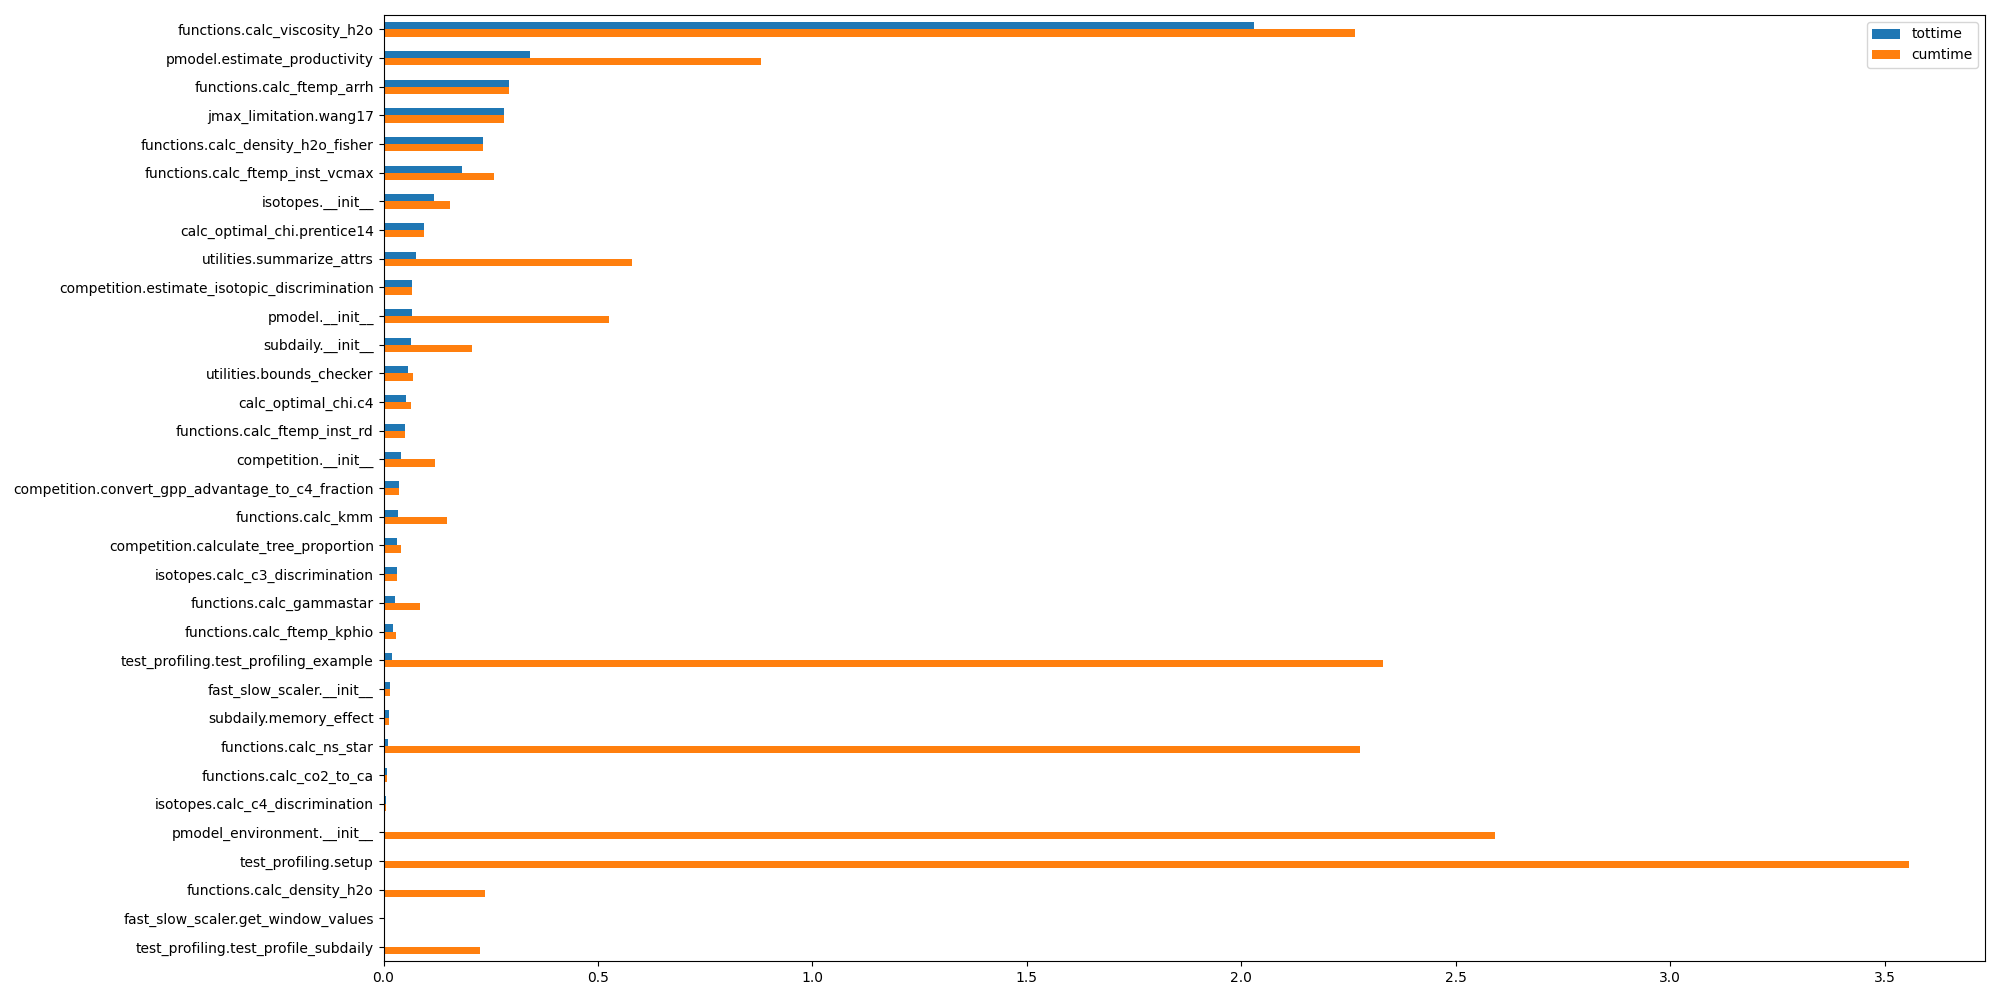 functions.calc_viscosity_h2o
pmodel.estimate_productivity
functions.calc_ftemp_arrh
jmax_limitation.wang17
functions.calc_density_h2o_fisher
functions.calc_ftemp_inst_vcmax
isotopes.__init__
calc_optimal_chi.prentice14
utilities.summarize_attrs
competition.estimate_isotopic_discrimination
pmodel.__init__
subdaily.__init__
utilities.bounds_checker
calc_optimal_chi.c4
functions.calc_ftemp_inst_rd
competition.__init__
competition.convert_gpp_advantage_to_c4_fraction
functions.calc_kmm
competition.calculate_tree_proportion
isotopes.calc_c3_discrimination
functions.calc_gammastar
functions.calc_ftemp_kphio
test_profiling.test_profiling_example
fast_slow_scaler.__init__
subdaily.memory_effect
functions.calc_ns_star
functions.calc_co2_to_ca
isotopes.calc_c4_discrimination
pmodel_environment.__init__
test_profiling.setup
functions.calc_density_h2o
fast_slow_scaler.get_window_values
test_profiling.test_profile_subdaily
0.0 0.5 1.0 1.5 2.0 2.5 3.0 3.5
tottime
cumtime